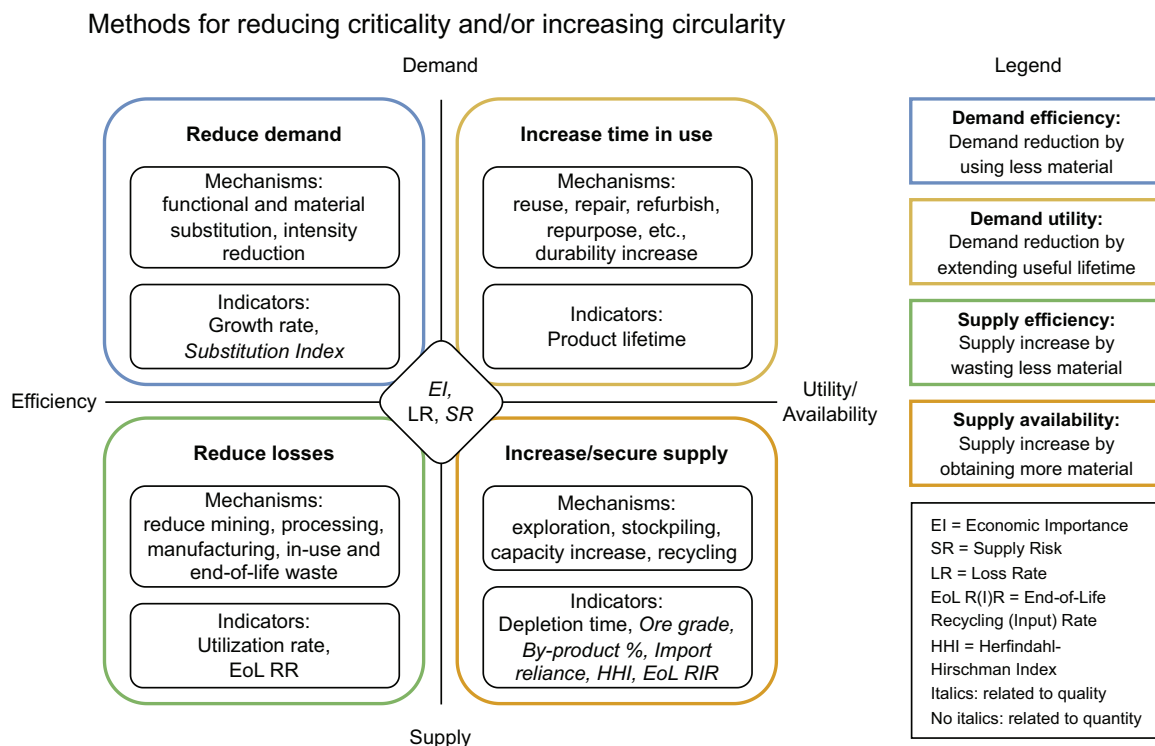 Methods for reducing criticality and/or increasing circularity
Demand
Reduce demand
Mechanisms:
functional and material
substitution, intensity
reduction
Indicators:
Growth rate,
Substitution Index
Increase time in use
Mechanisms:
reuse, repair, refurbish,
repurpose, etc.,
durability increase
Indicators:
Product lifetime
Efficiency
EI,
LR, SR
Utility/
Availability
Reduce losses
Mechanisms:
reduce mining, processing,
manufacturing, in-use and
end-of-life waste
Indicators:
Utilization rate,
EoL RR
Increase/secure supply
Mechanisms:
exploration, stockpiling,
capacity increase, recycling
Indicators:
Depletion time, Ore grade,
By-product %, Import
reliance, HHI, EoL RIR
Supply
Legend
Demand efficiency:
Demand reduction by
using less material
Demand utility:
Demand reduction by
extending useful lifetime
Supply efficiency:
Supply increase by
wasting less material
Supply availability:
Supply increase by
obtaining more material
EI = Economic Importance
SR = Supply Risk
LR = Loss Rate
EoL R(I)R = End-of-Life
Recycling (Input) Rate
HHI = Herfindahl-
Hirschman Index
Italics: related to quality
No italics: related to quantity